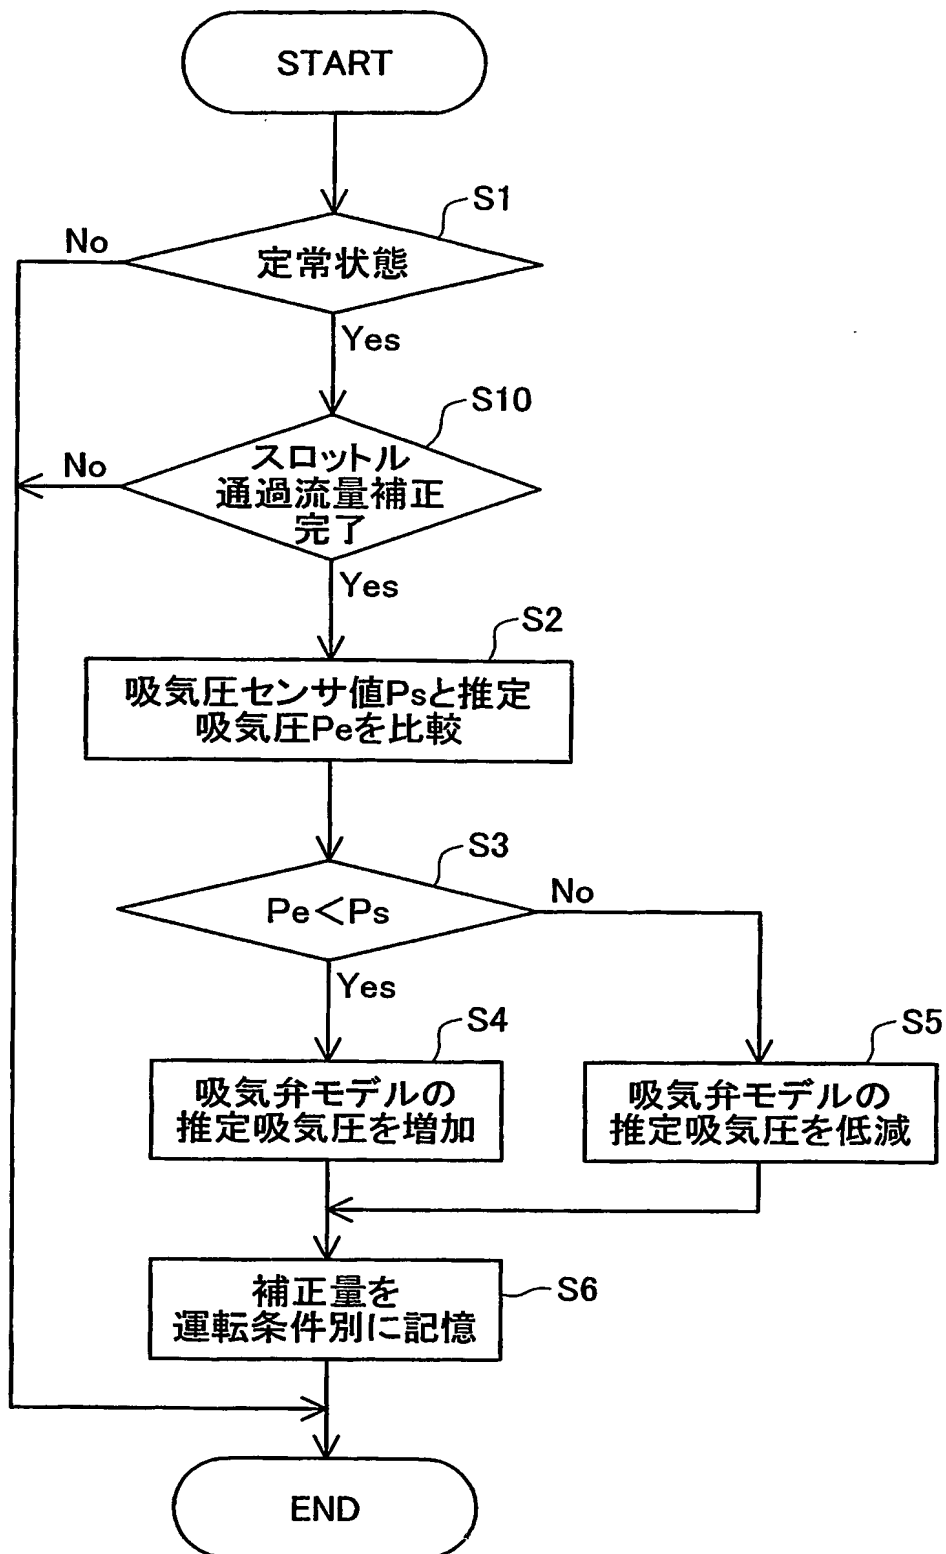 START
S1
No
定常状態
Yes
S10
No
スロットル
通過流量補正
完了
Yes
S2
吸気圧センサ値Psと推定
吸気圧Peを比較
S3
Pe<Ps
No
Yes
S4
吸気弁モデルの
推定吸気圧を増加
S5
吸気弁モデルの
推定吸気圧を低減
S6
補正量を
運転条件別に記憶
END